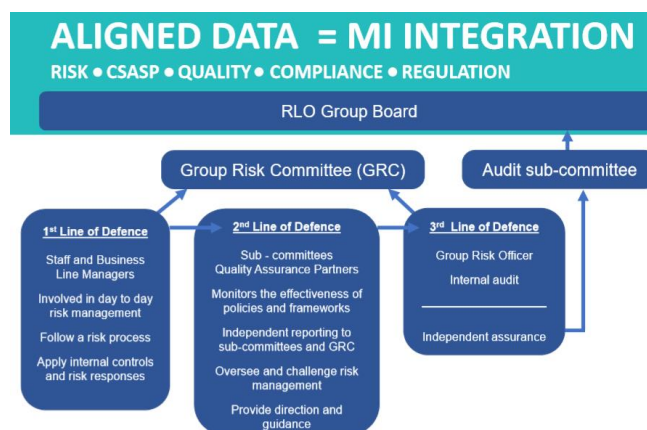 ALIGNED DATA = MI INTEGRATION
RISK ● CSASP ● QUALITY ● COMPLIANCE ● REGULATION
RLO Group Board
Group Risk Committee (GRC)
Audit sub-committee
1st Line of Defence
Staff and Business
Line Managers
Involved in day to day
risk management
Follow a risk process
Apply internal controls
and risk responses
2nd Line of Defence
Sub - committees
Quality Assurance Partners
Monitors the effectiveness of
policies and frameworks
Independent reporting to
sub-committees and GRC
Oversee and challenge risk
management
Provide direction and
guidance
3rd Line of Defence
Group Risk Officer
Internal audit
Independent assurance